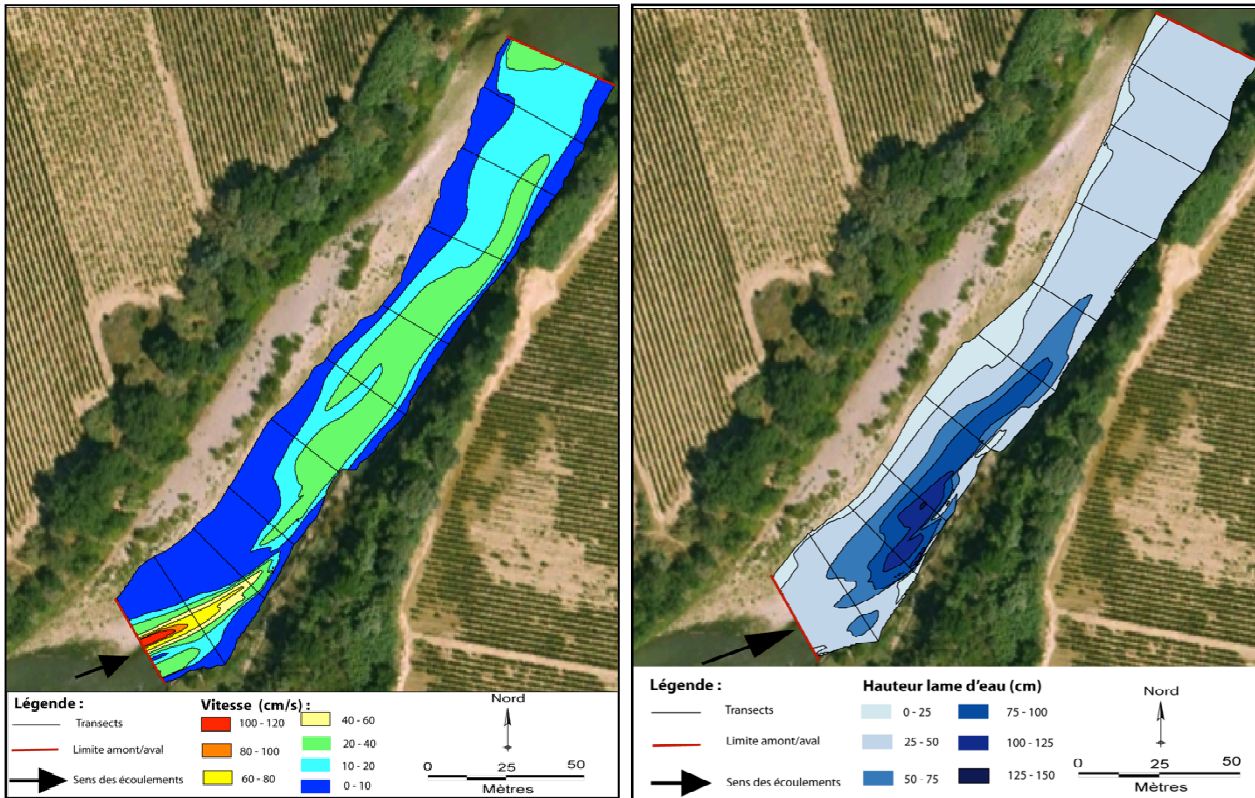 Légende :
Transects
Limite amont/aval
Sens des écoulements
Vitesse (cm/s) :
100 - 120
80 - 100
60 - 80
40 - 60
20 - 40
10 - 20
0 - 10
Nord
0 25 50
Mètres
Légende :
Transects
Limite amont/aval
Sens des écoulements
Hauteur lame d'eau (cm)
0 - 25
25 - 50
50 - 75
75 - 100
100 - 125
125 - 150
Nord
0 25 50
Mètres